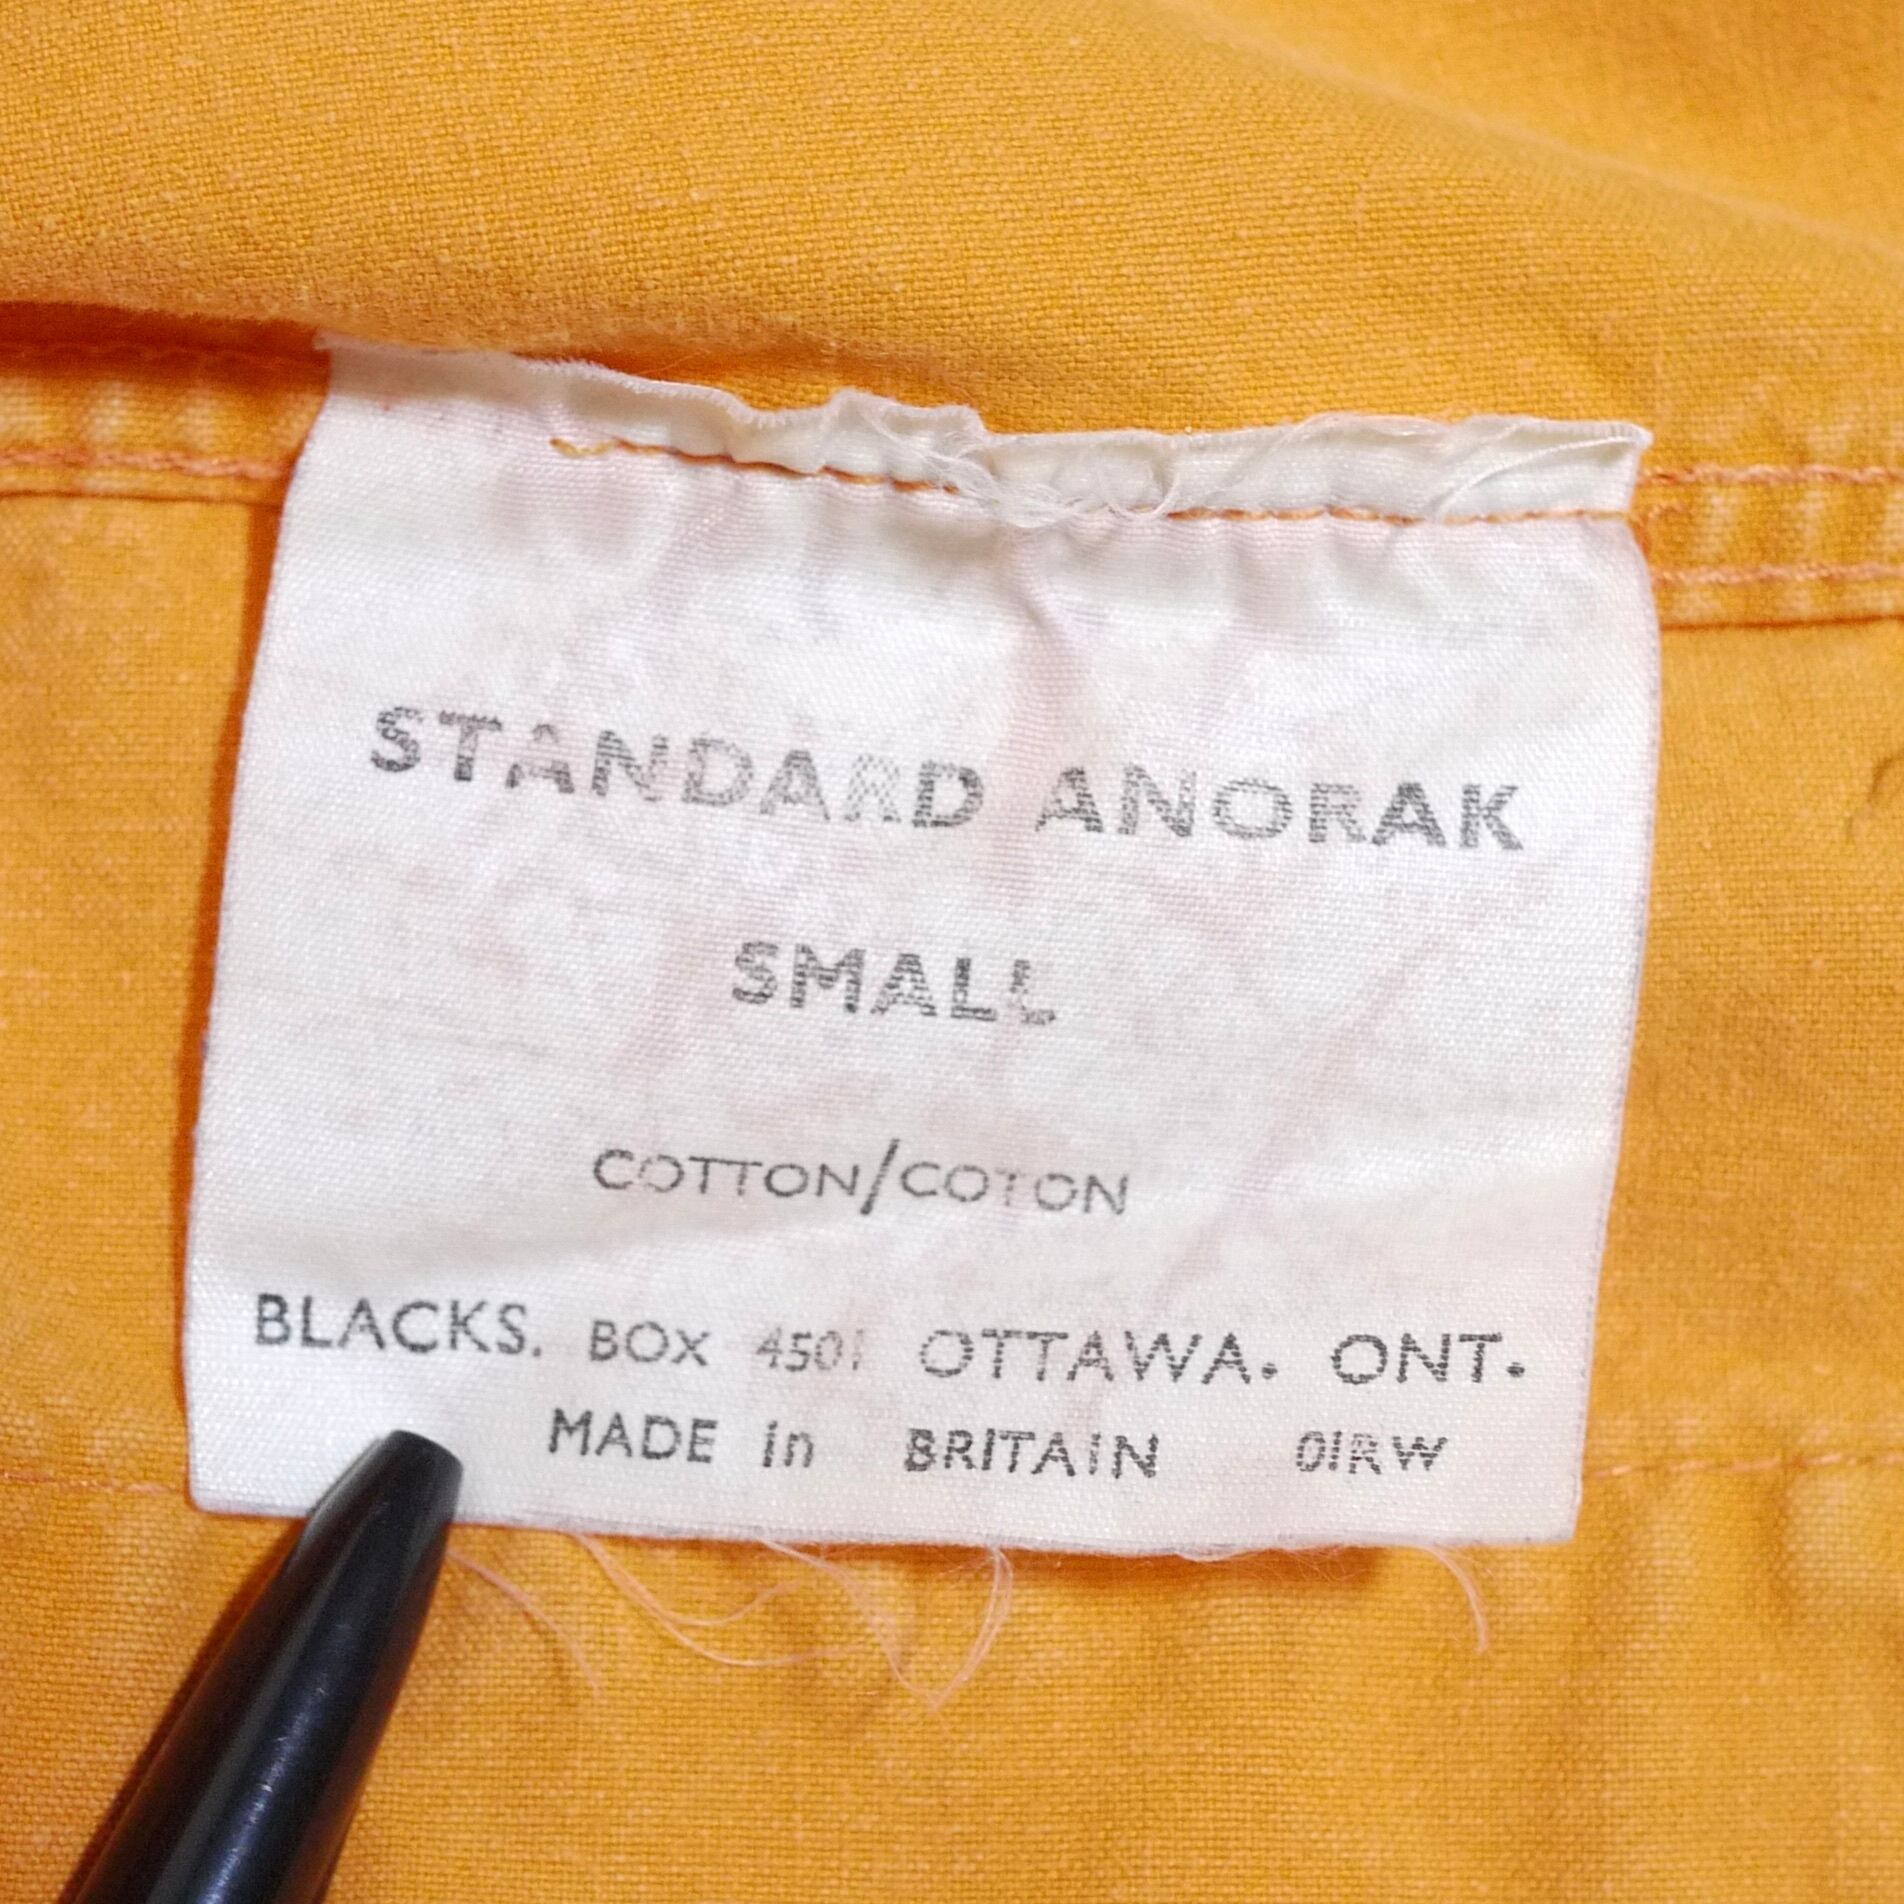 STANDARD ANORAK
SMALL
COTTON/COTON
BLACKS. BOX 4501 OTTAWA. ONT.
MADE in BRITAIN 01RW